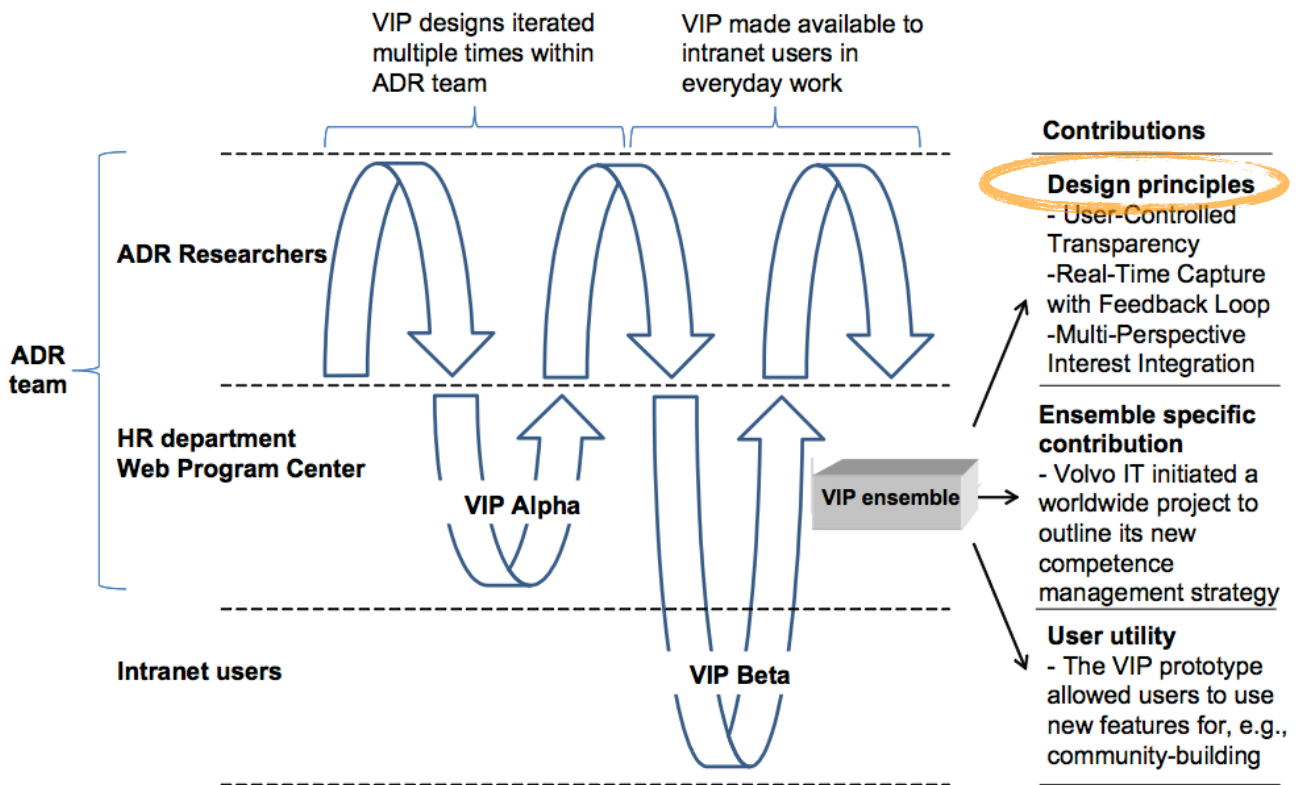 VIP designs iterated
multiple times within
ADR team
VIP made available to
intranet users in
everyday work
ADR
team
ADR Researchers
HR department
Web Program Center
Intranet users
VIP Alpha
VIP Beta
VIP ensemble
Contributions
Design principles
- User-Controlled
Transparency
-Real-Time Capture
with Feedback Loop
-Multi-Perspective
Interest Integration
Ensemble specific
contribution
- Volvo IT initiated a
worldwide project to
outline its new
competence
management strategy
User utility
- The VIP prototype
allowed users to use
new features for, e.g.,
community-building